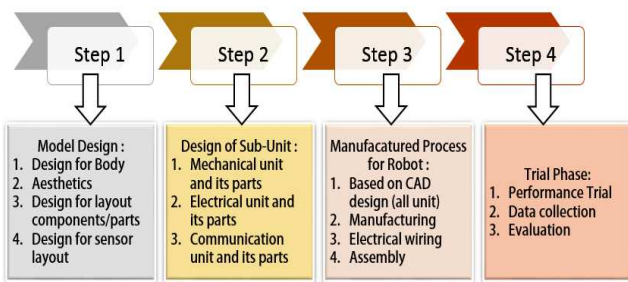 Step 1
Step 2
Step 3
Step 4
Model Design :
1. Design for Body
2. Aesthetics
3. Design for layout
components/parts
4. Design for sensor
layout
Design of Sub-Unit :
1. Mechanical unit
and its parts
2. Electrical unit and
its parts
3. Communication
unit and its parts
Manufacatured Process
for Robot :
1. Based on CAD
design (all unit)
2. Manufacturing
3. Electrical wiring
4. Assembly
Trial Phase:
1. Performance Trial
2. Data collection
3. Evaluation